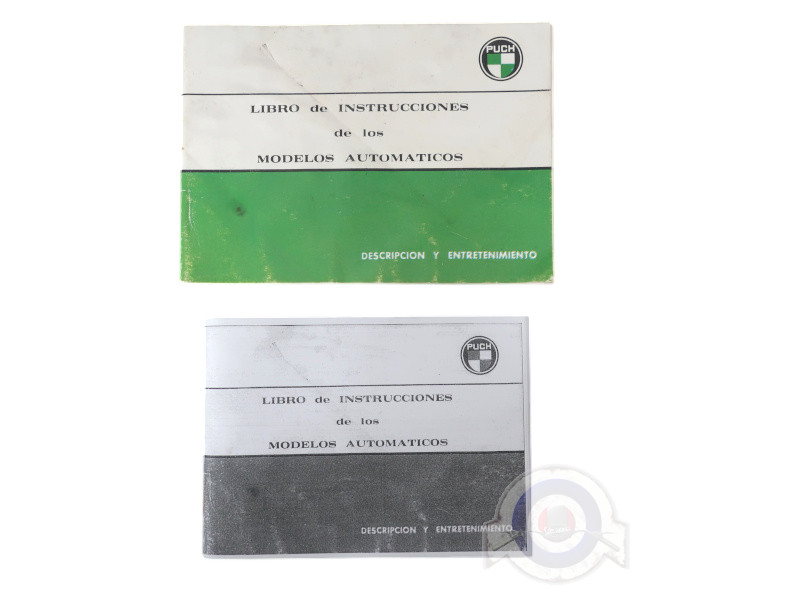 PUCH
LIBRO de INSTRUCCIONES
de los
MODELOS AUTOMATICOS
DESCRIPCION Y ENTRETENIMIENTO
PUCH
LIBRO de INSTRUCCIONES
de los
MODELOS AUTOMATICOS
DESCRIPCION Y ENTRETENIMIENTO